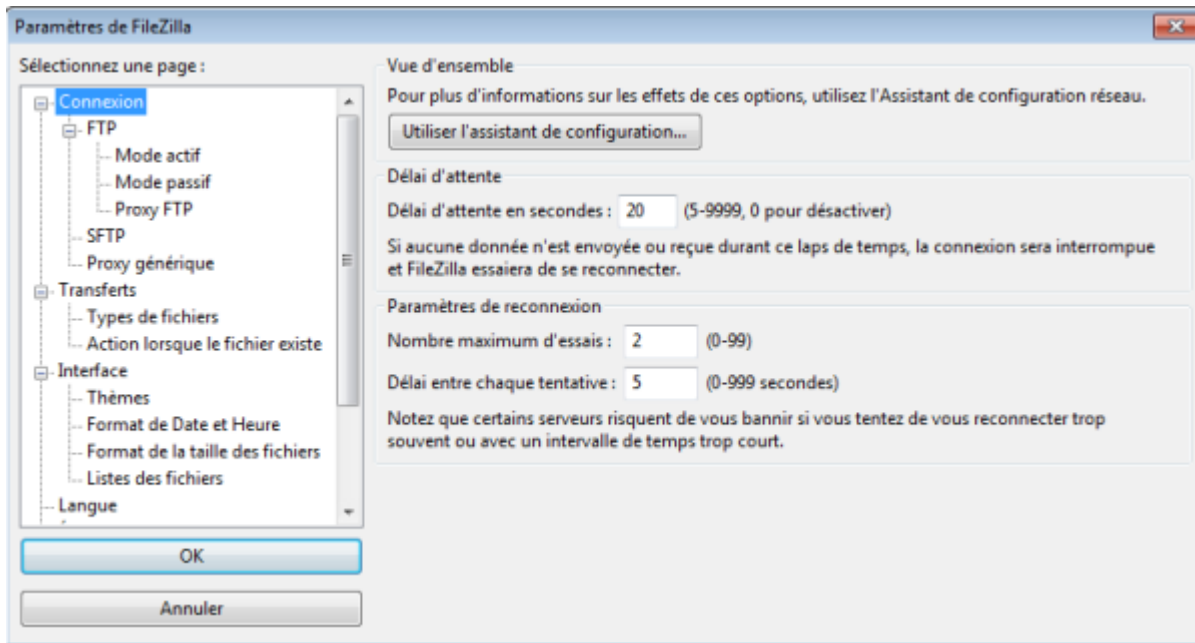 Paramètres de FileZilla
Sélectionnez une page :
Connexion
FTP
Mode actif
Mode passif
Proxy FTP
SFTP
Proxy générique
Transferts
Types de fichiers
Action lorsque le fichier existe
Interface
Thèmes
Format de Date et Heure
Format de la taille des fichiers
Listes des fichiers
Langue
OK
Annuler
Vue d'ensemble
Pour plus d'informations sur les effets de ces options, utilisez l'Assistant de configuration réseau.
Utiliser l'assistant de configuration...
Délai d'attente
Délai d'attente en secondes : 20 (5-9999, 0 pour désactiver)
Si aucune donnée n'est envoyée ou reçue durant ce laps de temps, la connexion sera interrompue
et FileZilla essaiera de se reconnecter.
Paramètres de reconnexion
Nombre maximum d'essais : 2 (0-99)
Délai entre chaque tentative : 5 (0-999 secondes)
Notez que certains serveurs risquent de vous bannir si vous tentez de vous reconnecter trop
souvent ou avec un intervalle de temps trop court.